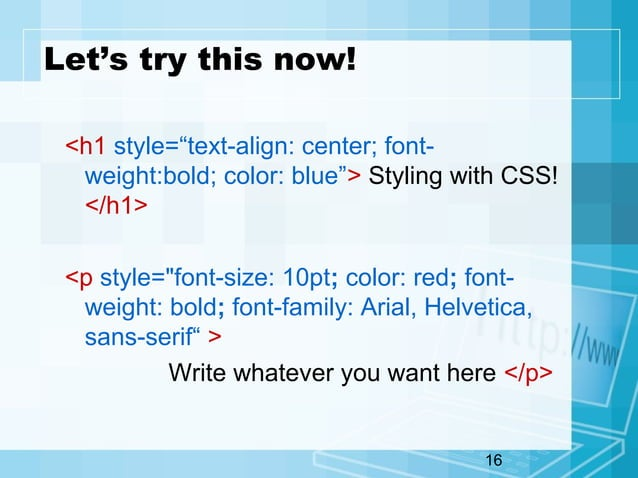 Let’s try this now!
<h1 style=“text-align: center; font-
weight:bold; color: blue”> Styling with CSS!
</h1>
<p style="font-size: 10pt; color: red; font-
weight: bold; font-family: Arial, Helvetica,
sans-serif“ >
Write whatever you want here </p>
http://www
16